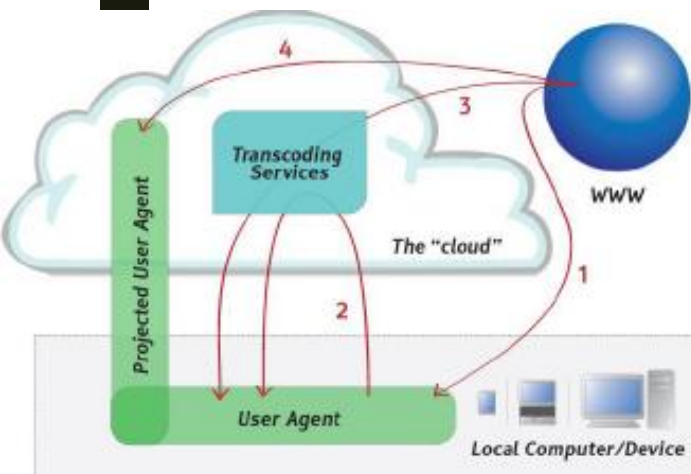 4
3
Transcoding
Services
WWW
Projected User Agent
The "cloud"
1
2
User Agent
Local Computer/Device